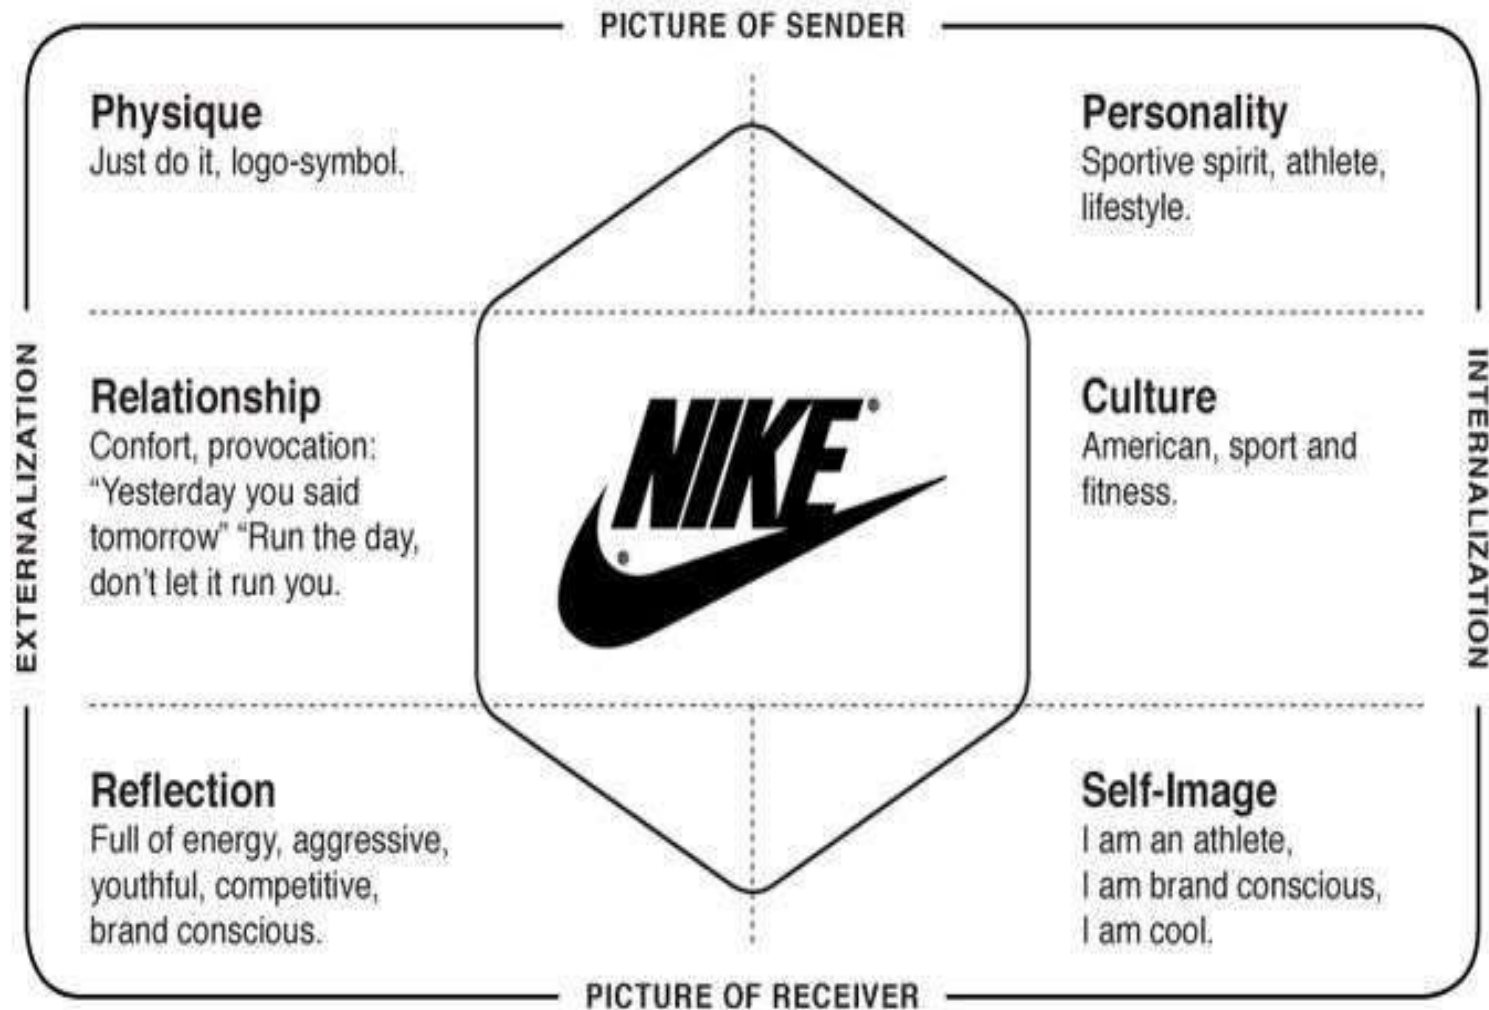 PICTURE OF SENDER
Physique
Just do it, logo-symbol.
Personality
Sportive spirit, athlete,
lifestyle.
EXTERNALIZATION
Relationship
Confort, provocation:
“Yesterday you said
tomorrow” “Run the day,
don’t let it run you.
NIKE
Culture
American, sport and
fitness.
INTERNALIZATION
Reflection
Full of energy, aggressive,
youthful, competitive,
brand conscious.
Self-Image
I am an athlete,
I am brand conscious,
I am cool.
PICTURE OF RECEIVER